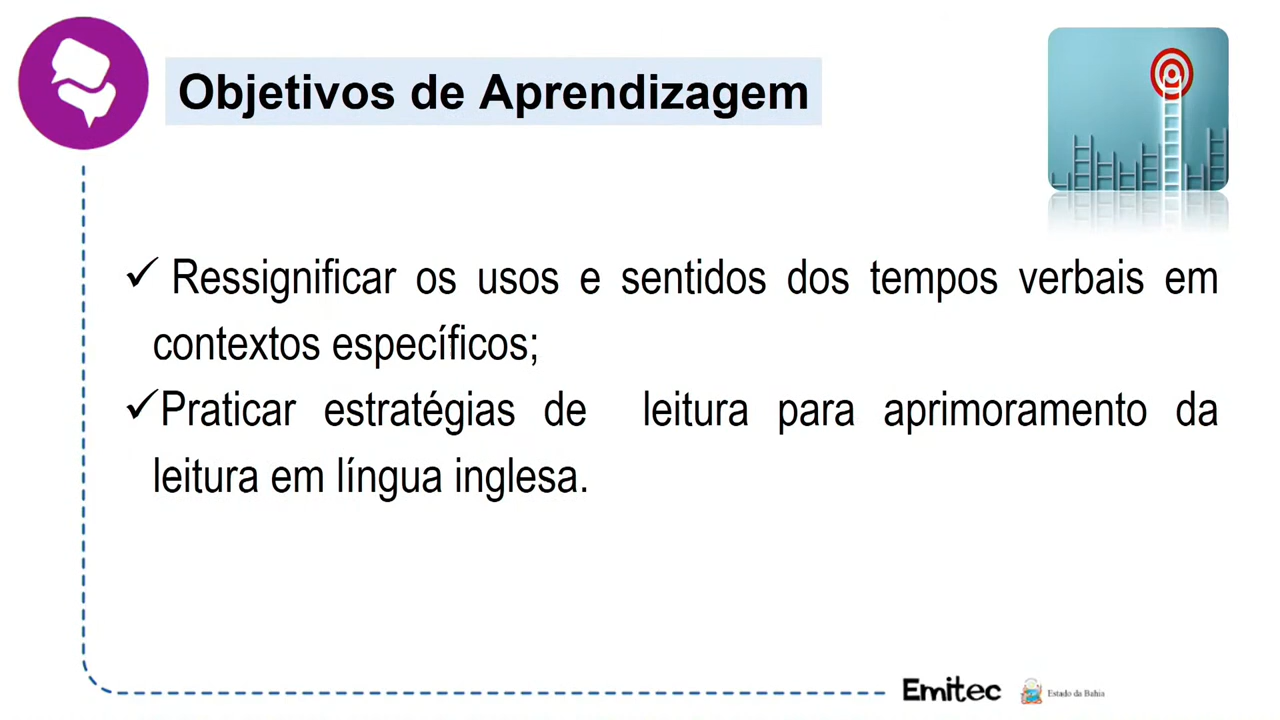 Objetivos de Aprendizagem
✓ Ressignificar os usos e sentidos dos tempos verbais em
contextos específicos;
✓Praticar estratégias de leitura para aprimoramento da
leitura em língua inglesa.
Emitec Estado da Bahia